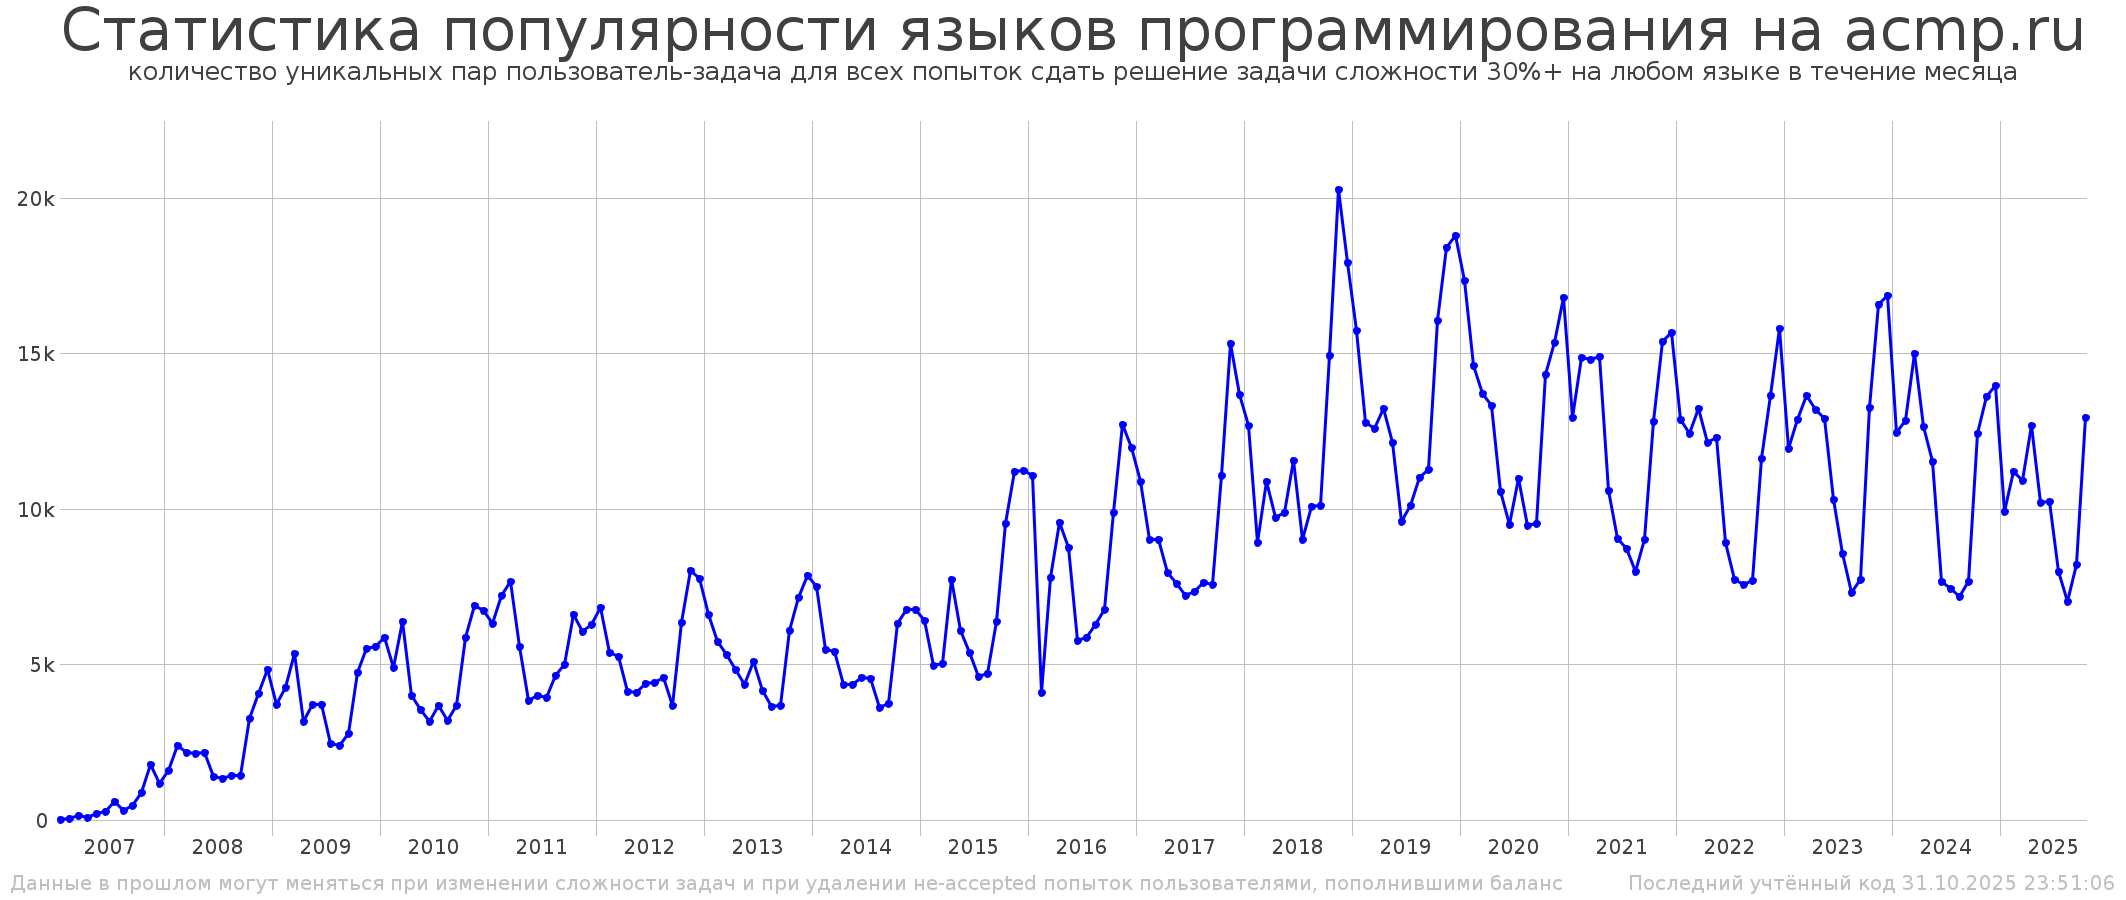 Статистика популярности языков программирования на acmp.ru
количество уникальных пар пользователь-задача для всех попыток сдать решение задачи сложности 30%+ на любом языке в течение месяца
20k
15k
10k
5k
0
2007 2008 2009 2010 2011 2012 2013 2014 2015 2016 2017 2018 2019 2020 2021 2022 2023 2024 2025
Данные в прошлом могут меняться при изменении сложности задач и при удалении не-accepted попыток пользователями, пополнившими баланс
Последний учтённый код 31.10.2025 23:51:06